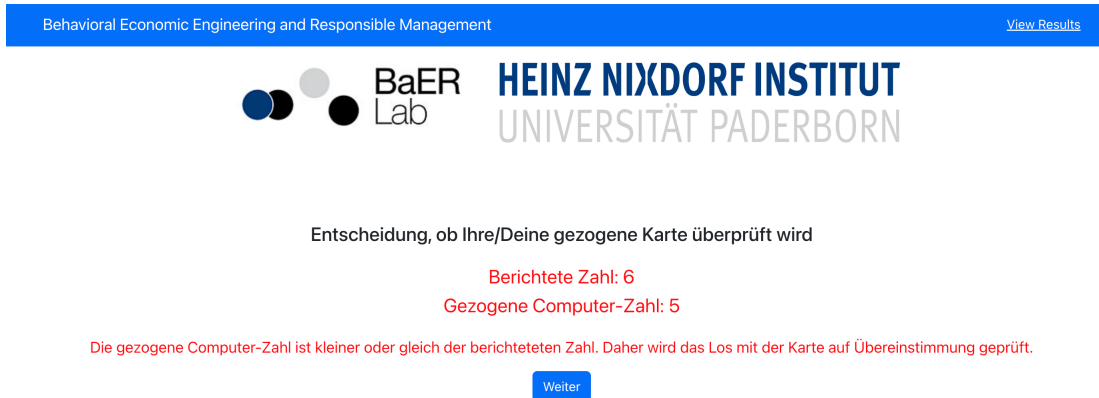 Behavioral Economic Engineering and Responsible Management
View Results
BaER
Lab
HEINZ NIXDORF INSTITUT
UNIVERSITÄT PADERBORN
Entscheidung, ob Ihre/Deine gezogene Karte überprüft wird
Berichtete Zahl: 6
Gezogene Computer-Zahl: 5
Die gezogene Computer-Zahl ist kleiner oder gleich der berichteteten Zahl. Daher wird das Los mit der Karte auf Übereinstimmung geprüft.
Weiter